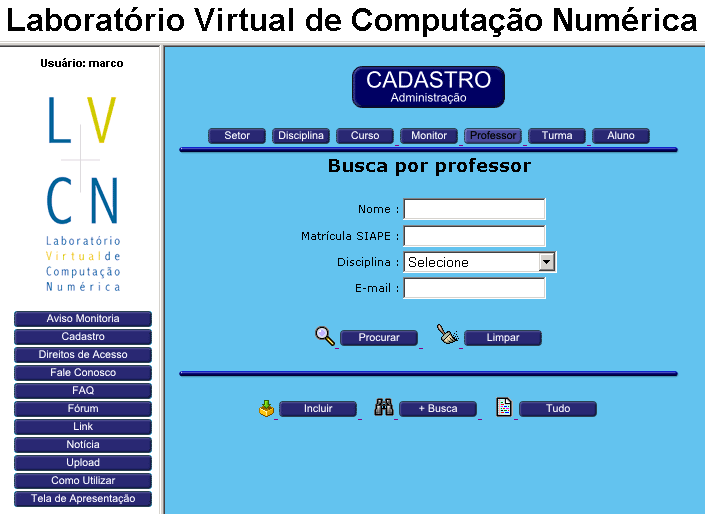 Laboratório Virtual de Computação Numérica
Usuário: marco
LV
CN
Laboratório
Virtual de
Computação
Numérica
Aviso Monitoria
Cadastro
Direitos de Acesso
Fale Conosco
FAQ
Fórum
Link
Notícia
Upload
Como Utilizar
Tela de Apresentação
CADASTRO
Administração
Setor Disciplina Curso Monitor Professor Turma Aluno
Busca por professor
Nome :
Matrícula SIAPE :
Disciplina : Selecione
E-mail :
Procurar Limpar
Incluir + Busca Tudo